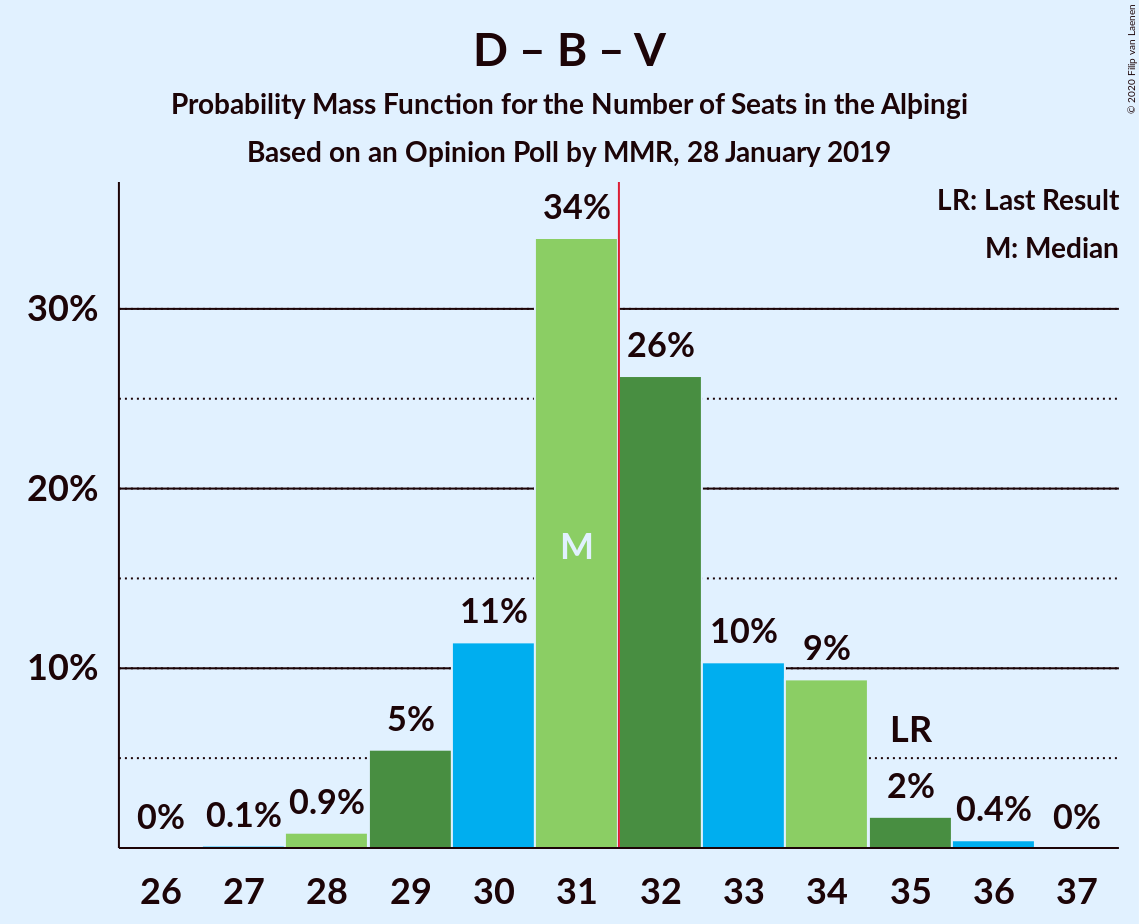 D – B – V
Probability Mass Function for the Number of Seats in the Alþingi
Based on an Opinion Poll by MMR, 28 January 2019
© 2020 Filip van Laenen
LR: Last Result
M: Median
30%
20%
10%
0%
0.1%
0.9%
5%
11%
34%
M
26%
10%
9%
LR
2%
0.4%
0%
26 27 28 29 30 31 32 33 34 35 36 37